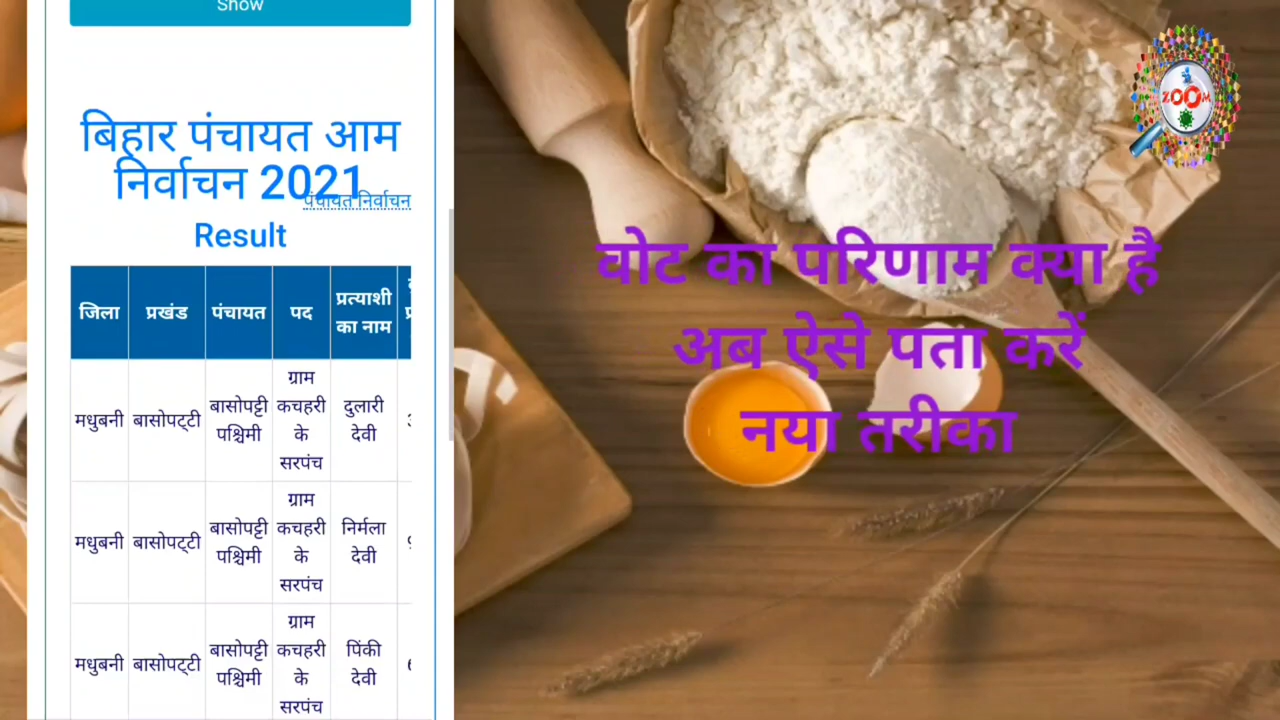 Show
बिहार पंचायत आम
निर्वाचन 2021
पंचायत निर्वाचन
Result
जिला प्रखंड पंचायत पद प्रत्याशी का नाम
मधुबनी बासोपट्टी बासोपट्टी पश्चिमी ग्राम कचहरी के सरपंच दुलारी देवी
मधुबनी बासोपट्टी बासोपट्टी पश्चिमी ग्राम कचहरी के सरपंच निर्मला देवी
मधुबनी बासोपट्टी बासोपट्टी पश्चिमी ग्राम कचहरी के सरपंच पिंकी देवी
वोट का परिणाम क्या है
अब ऐसे पता करें
नया तरीका
ZOOM